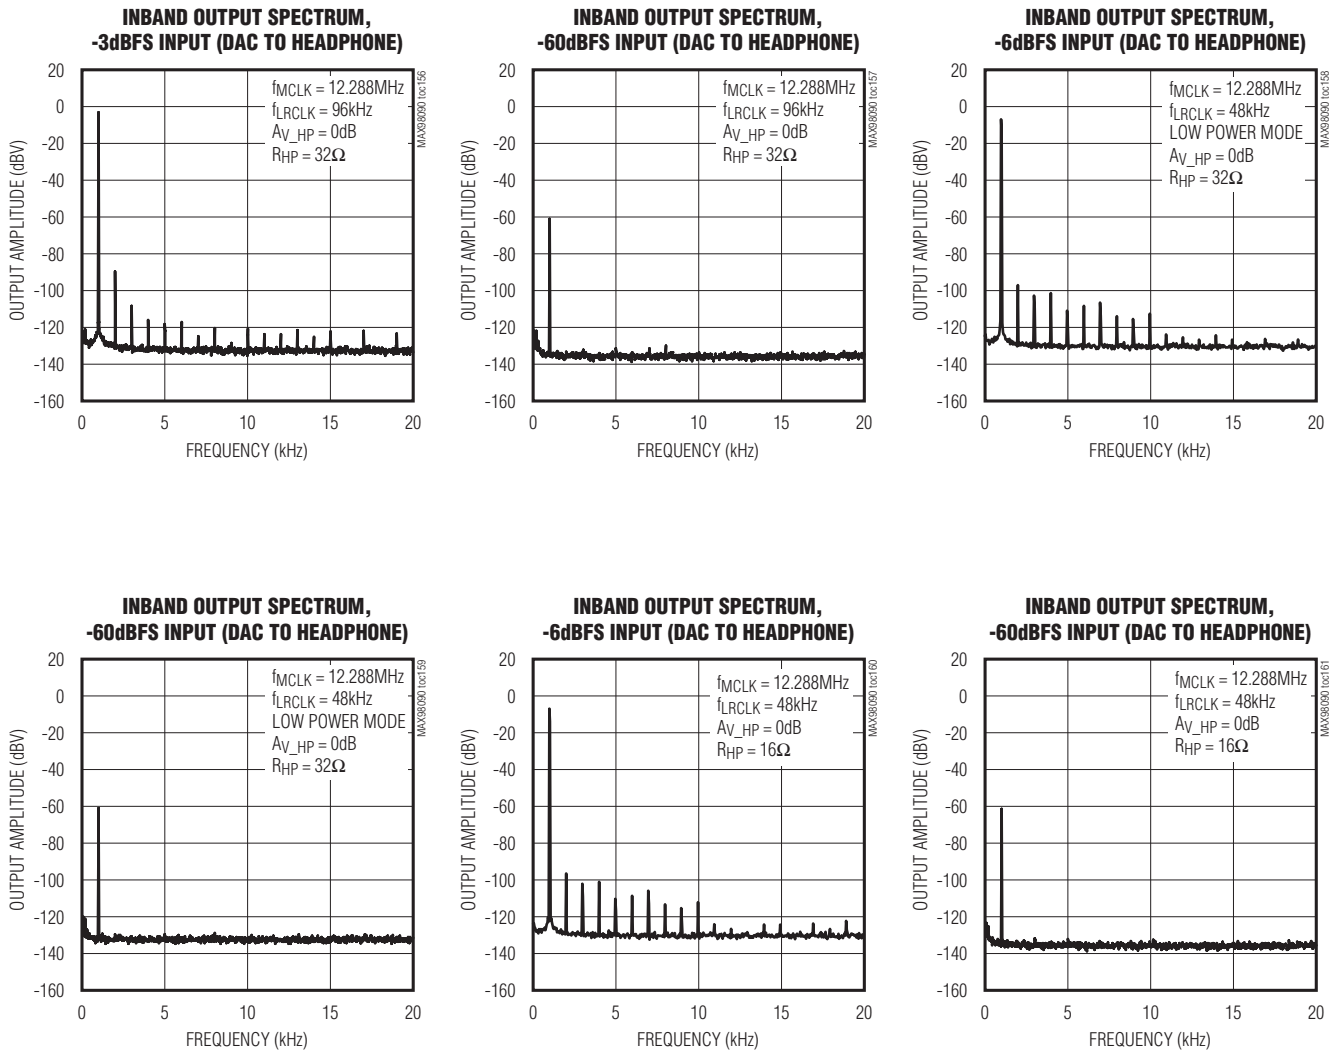 INBAND OUTPUT SPECTRUM,
-3dBFS INPUT (DAC TO HEADPHONE)
20
0
-20
-40
-60
-80
-100
-120
-140
-160
OUTPUT AMPLITUDE (dBV)
0 5 10 15 20
FREQUENCY (kHz)
fMCLK = 12.288MHz
fLRCLK = 96kHz
AV_HP = 0dB
RHP = 32Ω
MAX98090 toc156
INBAND OUTPUT SPECTRUM,
-60dBFS INPUT (DAC TO HEADPHONE)
20
0
-20
-40
-60
-80
-100
-120
-140
-160
OUTPUT AMPLITUDE (dBV)
0 5 10 15 20
FREQUENCY (kHz)
fMCLK = 12.288MHz
fLRCLK = 96kHz
AV_HP = 0dB
RHP = 32Ω
MAX98090 toc157
INBAND OUTPUT SPECTRUM,
-6dBFS INPUT (DAC TO HEADPHONE)
20
0
-20
-40
-60
-80
-100
-120
-140
-160
OUTPUT AMPLITUDE (dBV)
0 5 10 15 20
FREQUENCY (kHz)
fMCLK = 12.288MHz
fLRCLK = 48kHz
LOW POWER MODE
AV_HP = 0dB
RHP = 32Ω
MAX98090 toc158
INBAND OUTPUT SPECTRUM,
-60dBFS INPUT (DAC TO HEADPHONE)
20
0
-20
-40
-60
-80
-100
-120
-140
-160
OUTPUT AMPLITUDE (dBV)
0 5 10 15 20
FREQUENCY (kHz)
fMCLK = 12.288MHz
fLRCLK = 48kHz
LOW POWER MODE
AV_HP = 0dB
RHP = 32Ω
MAX98090 toc159
INBAND OUTPUT SPECTRUM,
-6dBFS INPUT (DAC TO HEADPHONE)
20
0
-20
-40
-60
-80
-100
-120
-140
-160
OUTPUT AMPLITUDE (dBV)
0 5 10 15 20
FREQUENCY (kHz)
fMCLK = 12.288MHz
fLRCLK = 48kHz
AV_HP = 0dB
RHP = 16Ω
MAX98090 toc160
INBAND OUTPUT SPECTRUM,
-60dBFS INPUT (DAC TO HEADPHONE)
20
0
-20
-40
-60
-80
-100
-120
-140
-160
OUTPUT AMPLITUDE (dBV)
0 5 10 15 20
FREQUENCY (kHz)
fMCLK = 12.288MHz
fLRCLK = 48kHz
AV_HP = 0dB
RHP = 16Ω
MAX98090 toc161